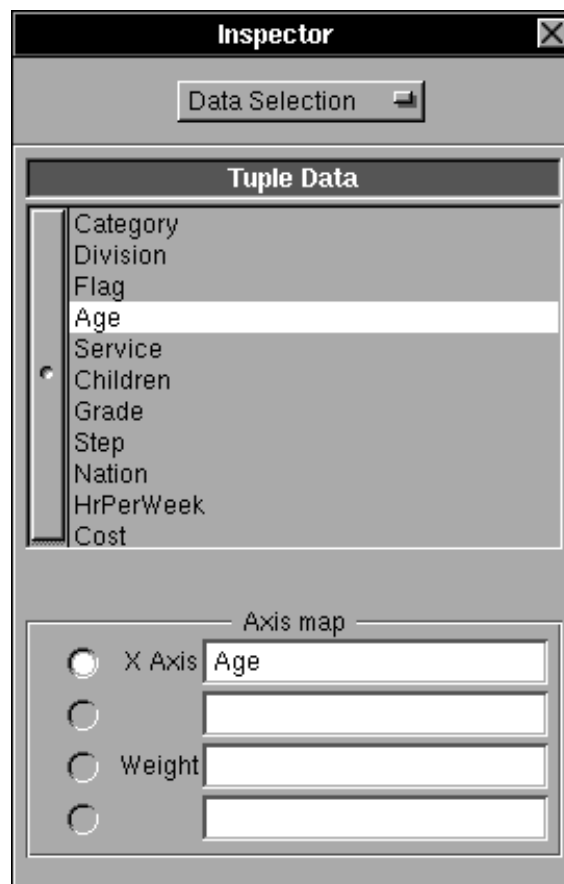 Inspector
Data Selection
Tuple Data
Category
Division
Flag
Age
Service
Children
Grade
Step
Nation
HrPerWeek
Cost
Axis map
X Axis Age
Weight